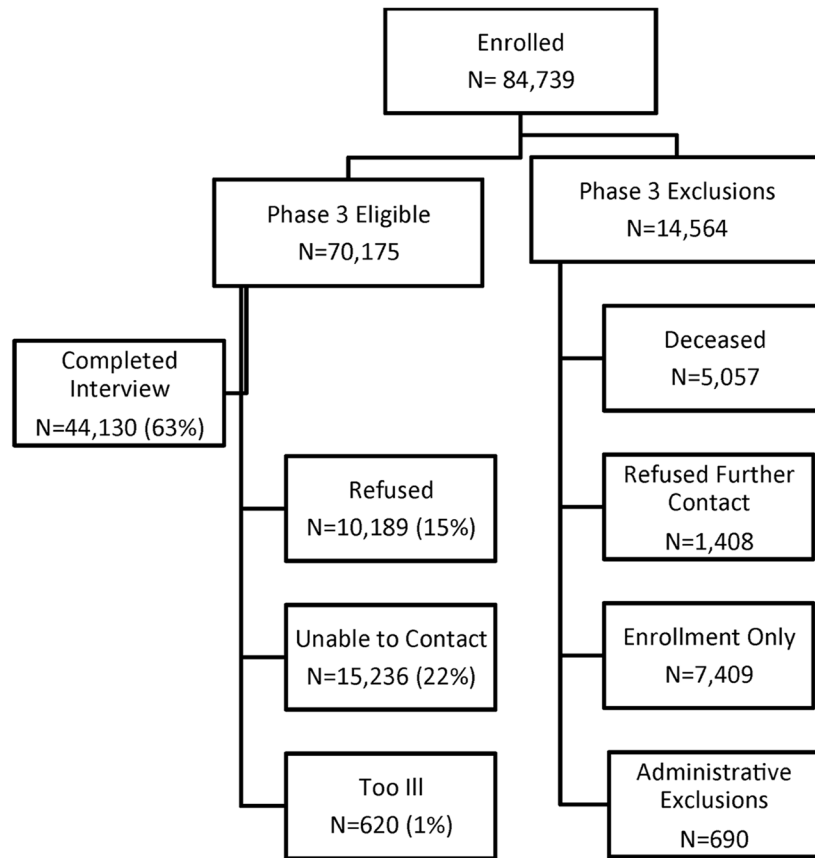 Enrolled
N= 84,739
Phase 3 Eligible
N=70,175
Phase 3 Exclusions
N=14,564
Completed
Interview
N=44,130 (63%)
Refused
N=10,189 (15%)
Unable to Contact
N=15,236 (22%)
Too Ill
N=620 (1%)
Deceased
N=5,057
Refused Further
Contact
N=1,408
Enrollment Only
N=7,409
Administrative
Exclusions
N=690